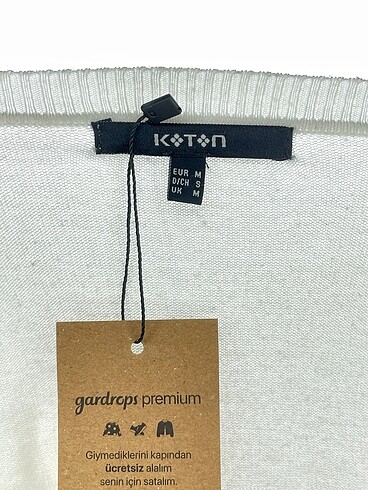 KOTON
EUR M
D/CH S
UK M
gardrops premium
Giymediklerini kapından
ücretsiz alalım
senin için satalım.